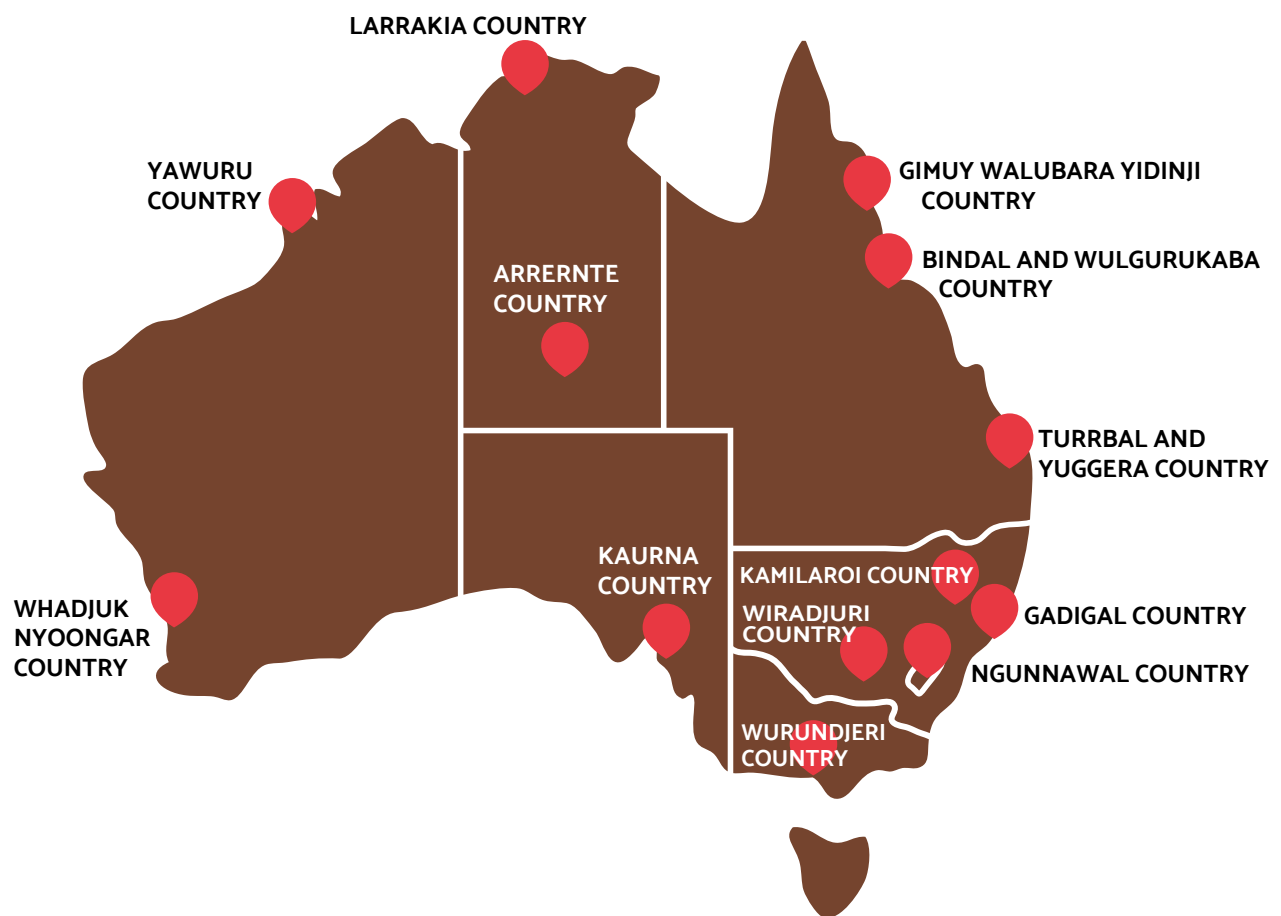 LARRAKIA COUNTRY
YAWURU
COUNTRY
GIMUY WALUBARA YIDINJI
COUNTRY
ARRERNTE
COUNTRY
BINDAL AND WULGURUKABA
COUNTRY
TURRBAL AND
YUGGERA COUNTRY
KAURNA
COUNTRY
KAMILAROI COUNTRY
WHADJUK
NYOONGAR
COUNTRY
WIRADJURI
COUNTRY
GADIGAL COUNTRY
NGUNNAWAL COUNTRY
WURUNDJERI
COUNTRY